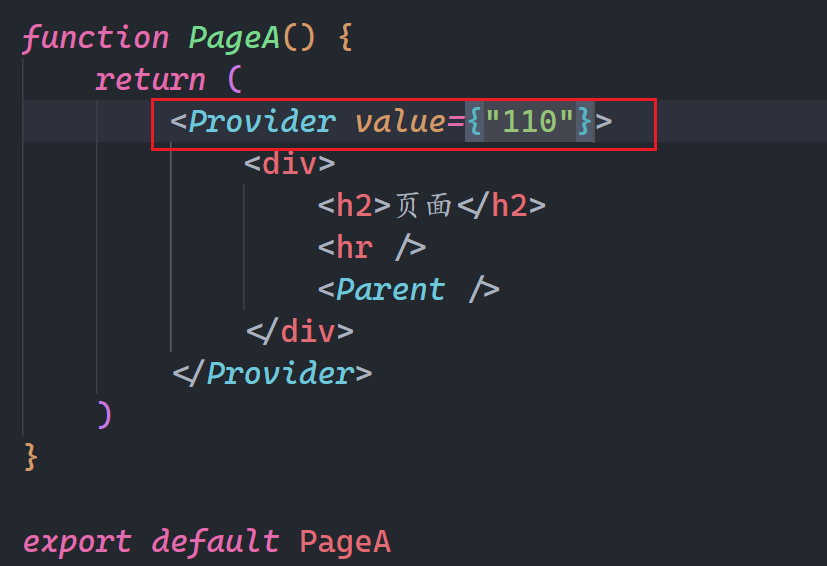 function PageA() {
    return (
        <Provider value={"110"}>
            <div>
                <h2>页面</h2>
                <hr />
                <Parent />
            </div>
        </Provider>
    )
}
export default PageA